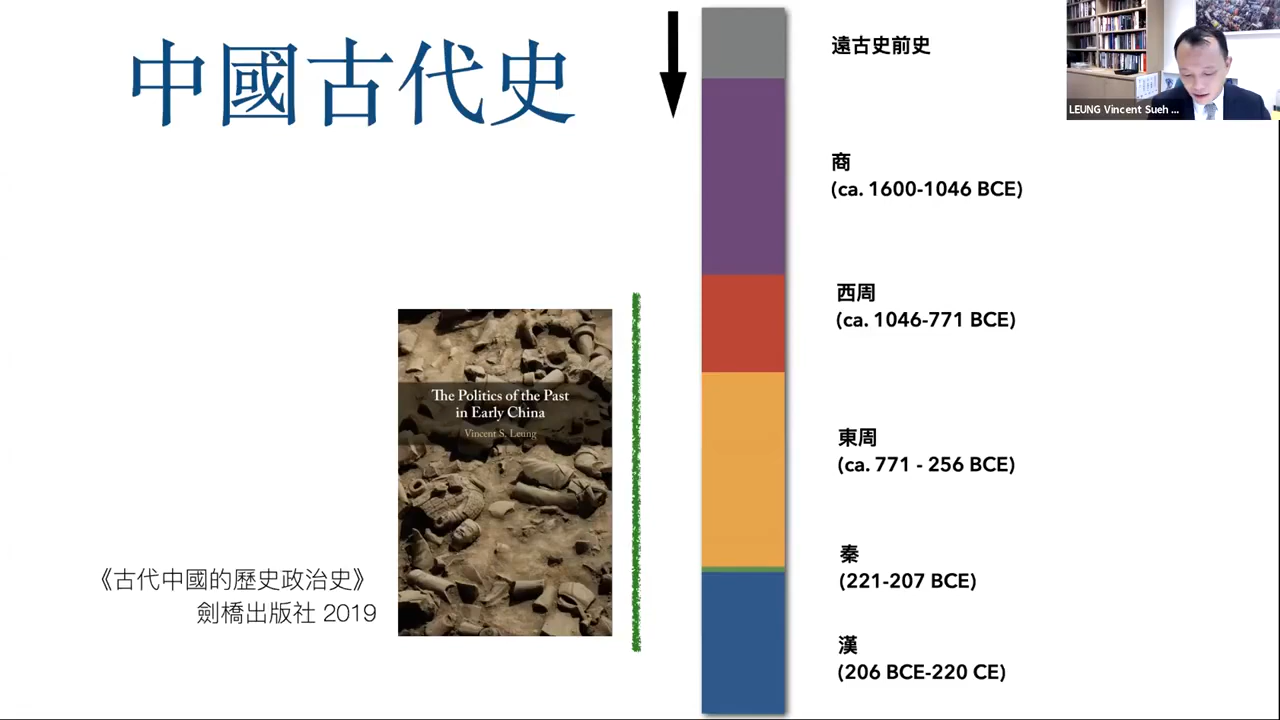 中國古代史
遠古史前史
商
(ca. 1600-1046 BCE)
西周
(ca. 1046-771 BCE)
東周
(ca. 771 - 256 BCE)
秦
(221-207 BCE)
漢
(206 BCE-220 CE)
The Politics of the Past
in Early China
Vincent S. Leung
《古代中國的歷史政治史》
劍橋出版社 2019
LEUNG Vincent Sueh ...